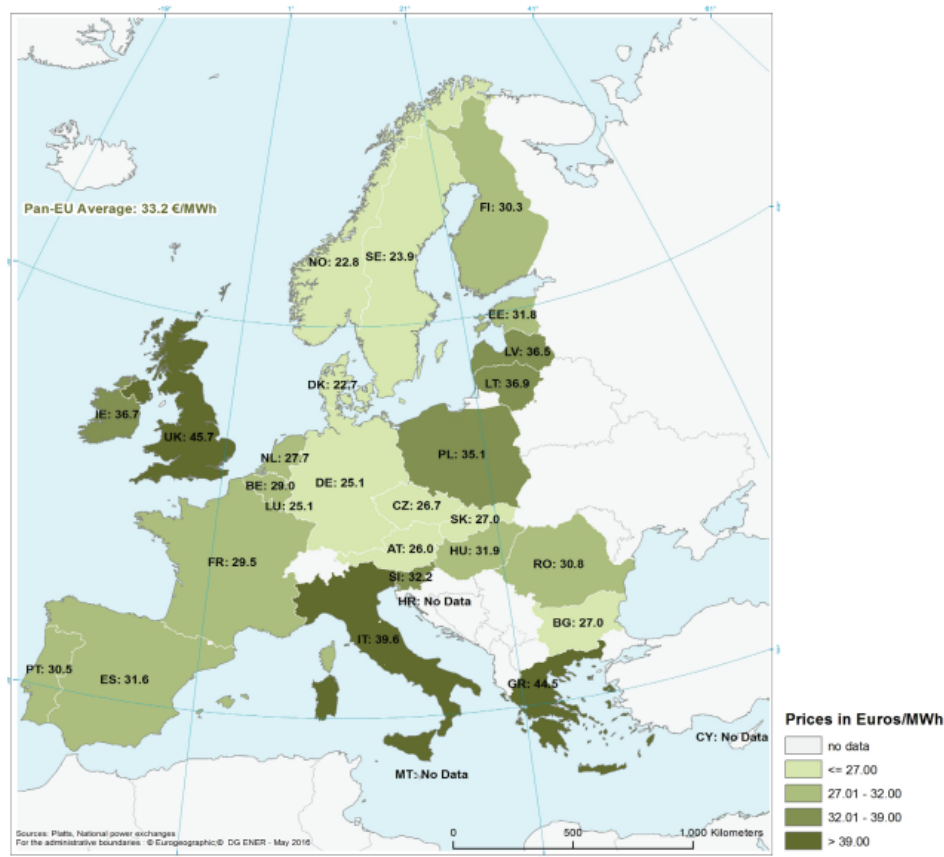 -19°
1°
21°
41°
61°
Pan-EU Average: 33.2 €/MWh
FI: 30.3
NO: 22.8
SE: 23.9
EE: 31.8
LV: 36.5
LT: 36.9
DK: 22.7
IE: 36.7
UK: 45.7
NL: 27.7
PL: 35.1
BE: 29.0
DE: 25.1
LU: 25.1
CZ: 26.7
SK: 27.0
AT: 26.0
HU: 31.9
FR: 29.5
RO: 30.8
SI: 32.2
HR: No Data
BG: 27.0
IT: 39.6
PT: 30.5
ES: 31.6
GR: 44.5
CY: No Data
MT: No Data
Prices in Euros/MWh
no data
<= 27.00
27.01 - 32.00
32.01 - 39.00
> 39.00
Sources: Platts, National power exchanges
For the administrative boundaries : © Eurogeographic;© DG ENER - May 2016
0
500
1,000 Kilometers